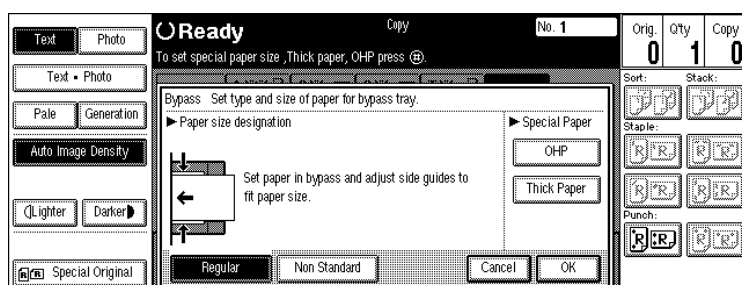 Text Photo
Text • Photo
Pale Generation
Auto Image Density
Lighter Darker
Special Original
Ready
Copy
No. 1
To set special paper size ,Thick paper, OHP press (#).
Bypass Set type and size of paper for bypass tray.
► Paper size designation
Set paper in bypass and adjust side guides to
fit paper size.
► Special Paper
OHP
Thick Paper
Regular Non Standard Cancel OK
Orig. Q'ty Copy
0 1 0
Sort: Stack:
Staple:
R R R R
R R R R
Punch:
R R R R